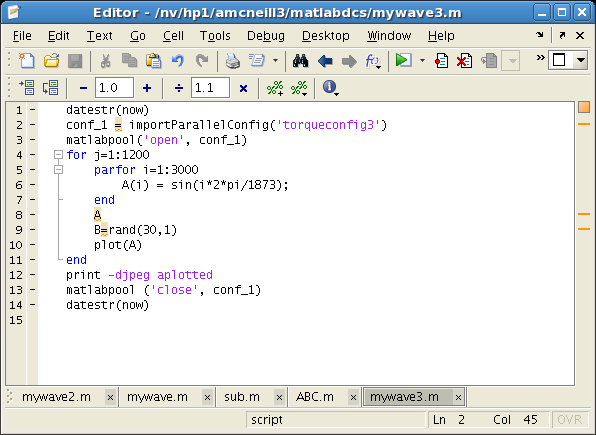 Editor - /nv/hp1/amcneill3/matlabdcs/mywave3.m
File Edit Text Go Cell Tools Debug Desktop Window Help
- 1.0 + ÷ 1.1 ×
1 - datestr(now)
2 - conf_1 = importParallelConfig('torqueconfig3')
3 - matlabpool('open', conf_1)
4 - for j=1:1200
5 - parfor i=1:3000
6 - A(i) = sin(i*2*pi/1873);
7 - end
8 - A
9 - B=rand(30,1)
10 - plot(A)
11 - end
12 - print -djpeg aplotted
13 - matlabpool ('close', conf_1)
14 - datestr(now)
15
mywave2.m × mywave.m × sub.m × ABC.m × mywave3.m ×
script Ln 2 Col 45 OVR